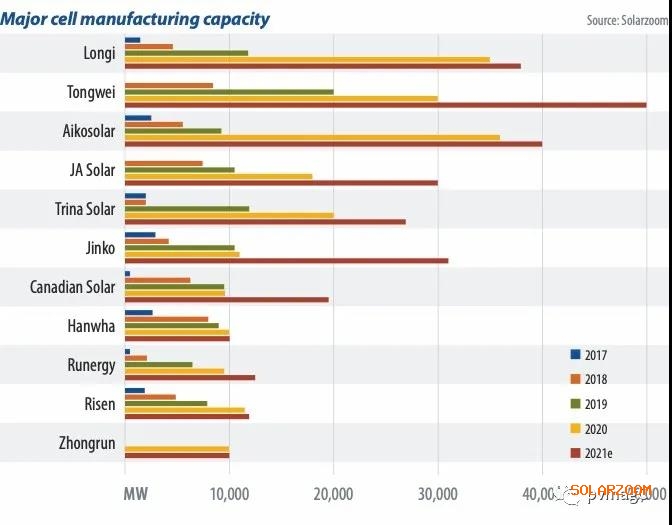 Major cell manufacturing capacity
Source: Solarzoom
Longi
Tongwei
Aikosolar
JA Solar
Trina Solar
Jinko
Canadian Solar
Hanwha
Runergy
Risen
Zhongrun
2017
2018
2019
2020
2021e
MW 10,000 20,000 30,000
SOLARZOOM